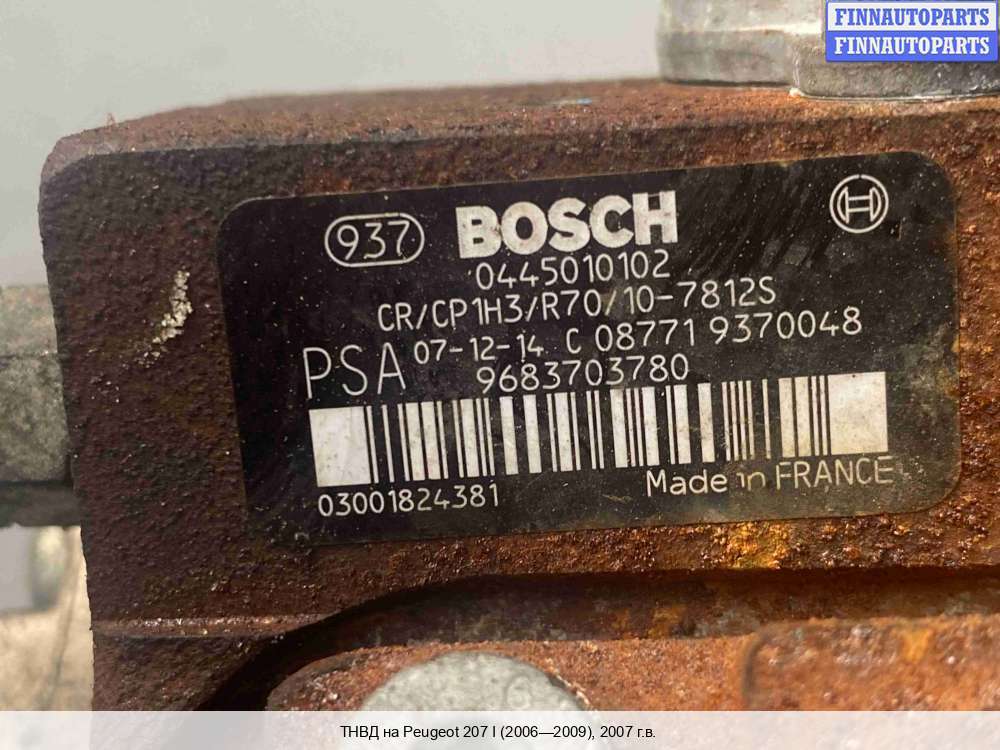 FINNAUTOPARTS
FINNAUTOPARTS
937 BOSCH
0445010102
CR/CP1H3/R70/10-7812S
PSA 07-12-14 C 08771 9370048
9683703780
03001824381 Made in FRANCE
ТНВД на Peugeot 207 I (2006—2009), 2007 г.в.